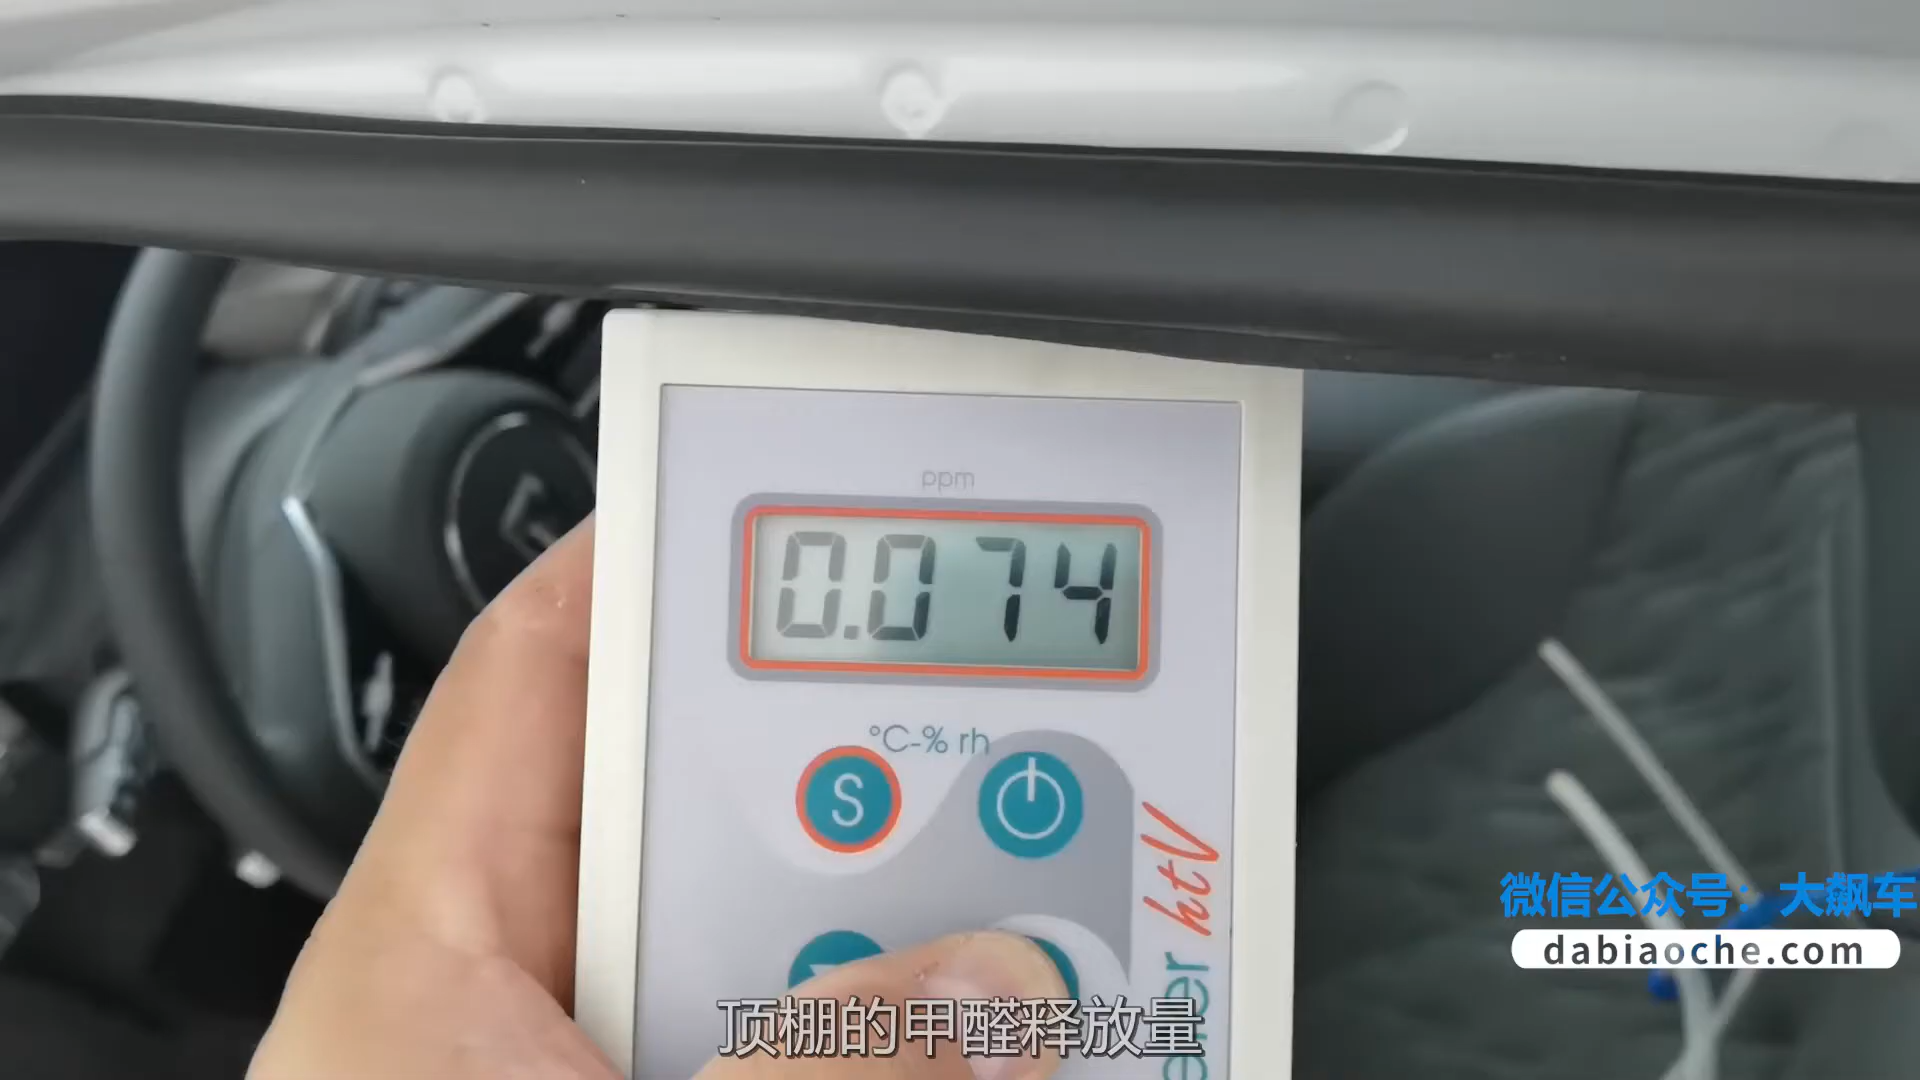 ppm
0.074
°C-% rh
S
htV
微信公众号：大飙车
dabiaoche.com
顶棚的甲醛释放量